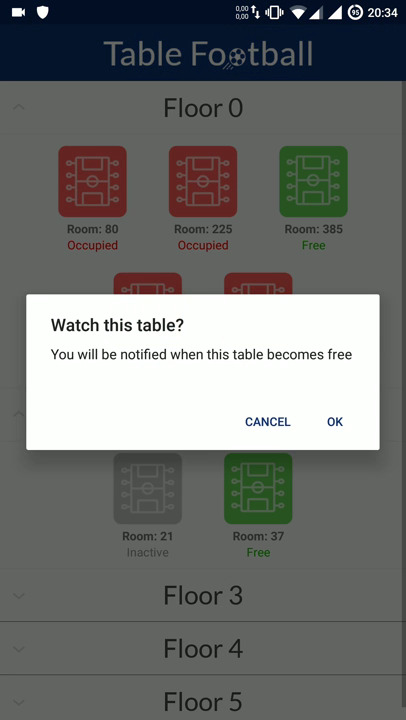 0,00
0,00
95
20:34
Table Football
Floor 0
Room: 80
Room: 225
Room: 385
Occupied
Occupied
Free
Watch this table?
You will be notified when this table becomes free
CANCEL
OK
Room: 21
Room: 37
Inactive
Free
Floor 3
Floor 4
Floor 5